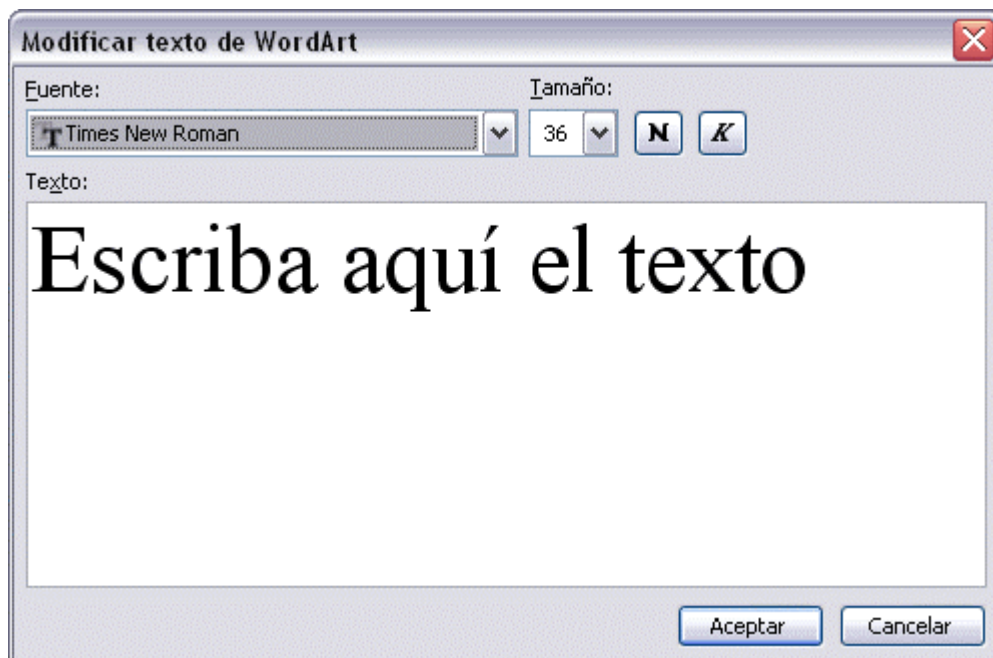 Modificar texto de WordArt
Fuente: Tamaño:
Times New Roman 36 N K
Texto:
Escriba aquí el texto
Aceptar Cancelar